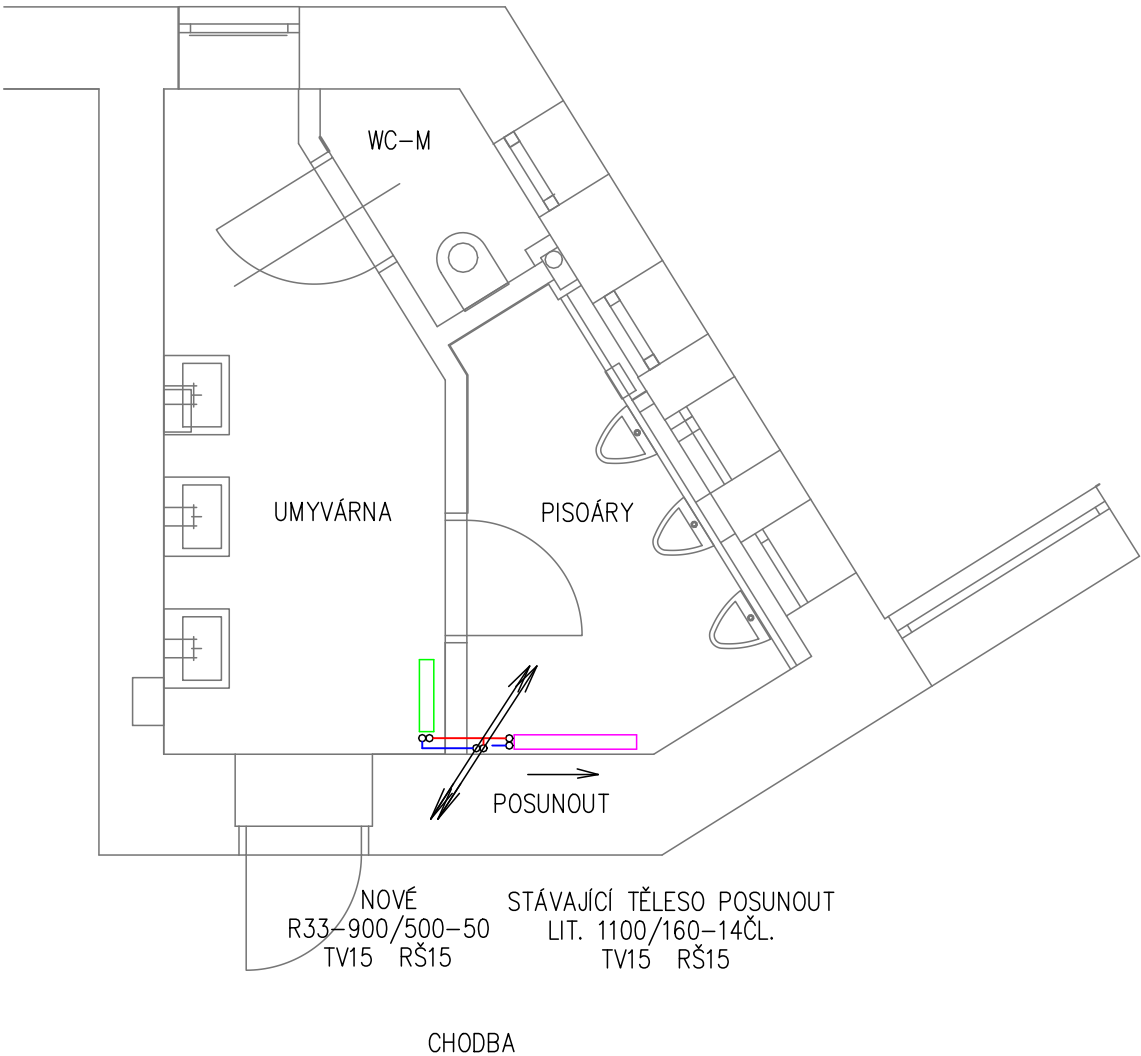 WC-M
UMYVÁRNA
PISOÁRY
POSUNOUT
NOVÉ
R33-900/500-50
TV15 RŠ15
STÁVAJÍCÍ TĚLESO POSUNOUT
LIT. 1100/160-14ČL.
TV15 RŠ15
CHODBA